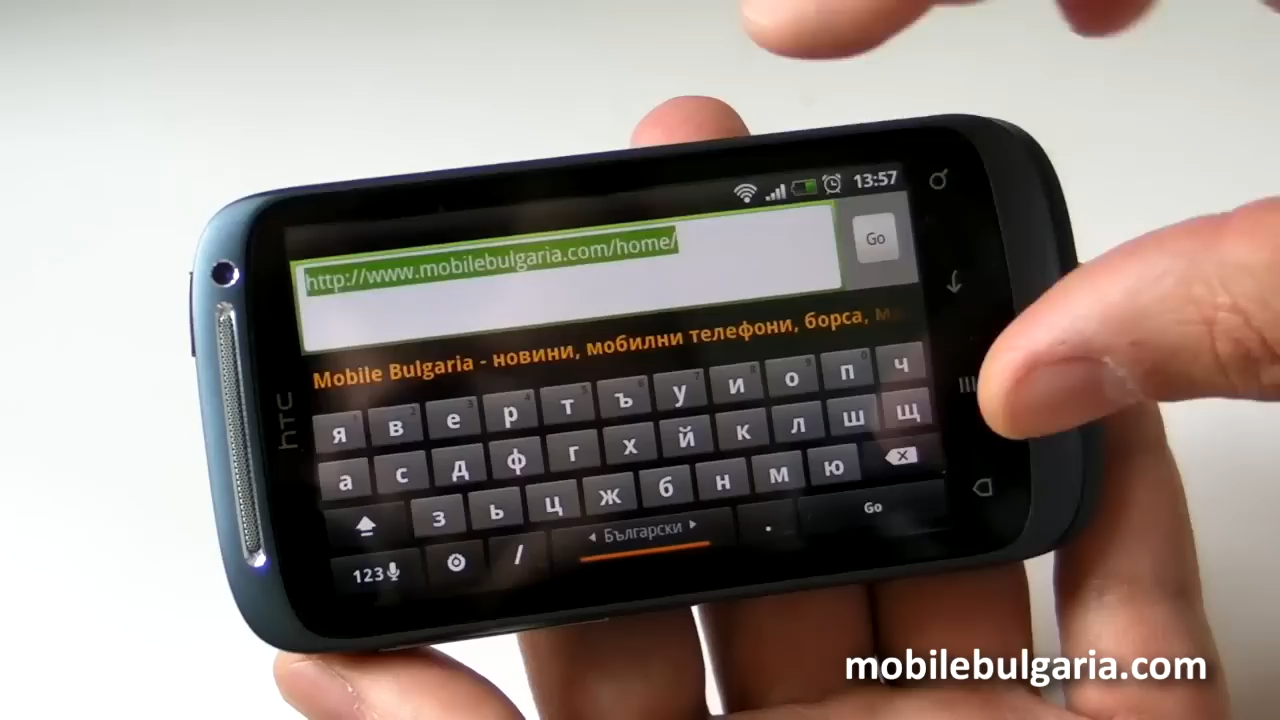 13:57
http://www.mobilebulgaria.com/home/
Go
Mobile Bulgaria - новини, мобилни телефони, борса,
я в е р т ъ у и о п ч
а с д ф г х й к л ш щ
з ь ц ж б н м ю
123 / Български . Go
hTC
mobilebulgaria.com